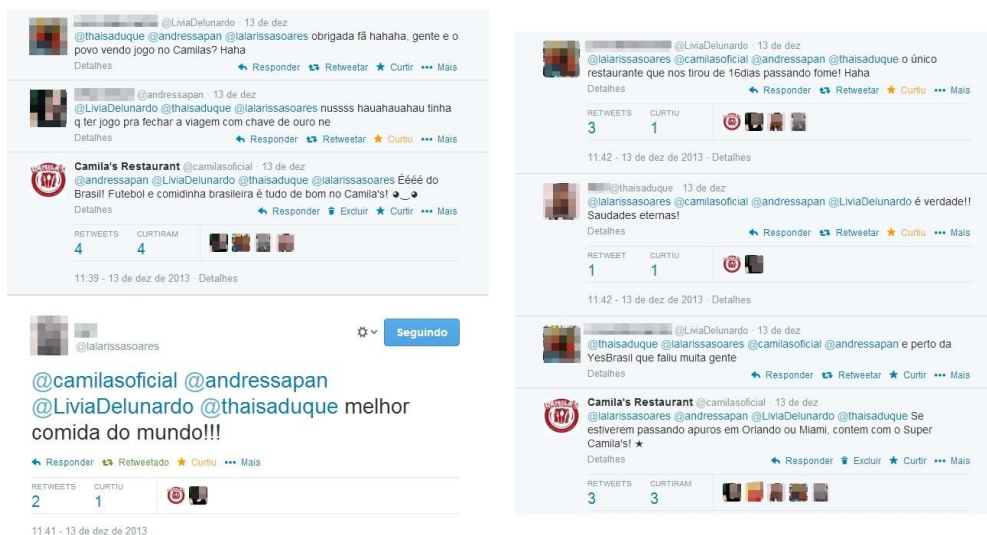 @LiviaDelunardo · 13 de dez
@thaisaduque @andressapan @lalarissasoares obrigada fã hahaha, gente e o
povo vendo jogo no Camilas? Haha
Detalhes
Responder Retweetar Curtir Mais
@andressapan · 13 de dez
@LiviaDelunardo @thaisaduque @lalarissasoares nussss hauahauahau tinha
q ter jogo pra fechar a viagem com chave de ouro ne
Detalhes
Responder Retweetar Curtiu Mais
Camila's Restaurant @camilasoficial · 13 de dez
@andressapan @LiviaDelunardo @thaisaduque @lalarissasoares Éééé do
Brasil! Futebol e comidinha brasileira é tudo de bom no Camila's!
Detalhes
Responder Excluir Curtir Mais
RETWEETS CURTIRAM
4 4
11:39 - 13 de dez de 2013 · Detalhes
Seguindo
@lalarissasoares
@camilasoficial @andressapan
@LiviaDelunardo @thaisaduque melhor
comida do mundo!!!
Responder Retweetado Curtiu Mais
RETWEETS CURTIU
2 1
11:41 - 13 de dez de 2013
@LiviaDelunardo · 13 de dez
@lalarissasoares @camilasoficial @andressapan @thaisaduque o único
restaurante que nos tirou de 16dias passando fome! Haha
Detalhes
Responder Retweetar Curtiu Mais
RETWEETS CURTIU
3 1
11:42 - 13 de dez de 2013 · Detalhes
@thaisaduque · 13 de dez
@lalarissasoares @camilasoficial @andressapan @LiviaDelunardo é verdade!!
Saudades eternas!
Detalhes
Responder Retweetar Curtiu Mais
RETWEET CURTIU
1 1
11:42 - 13 de dez de 2013 · Detalhes
@LiviaDelunardo · 13 de dez
@thaisaduque @lalarissasoares @camilasoficial @andressapan e perto da
YesBrasil que faliu muita gente
Detalhes
Responder Retweetar Curtir Mais
Camila's Restaurant @camilasoficial · 13 de dez
@lalarissasoares @andressapan @LiviaDelunardo @thaisaduque Se
estiverem passando apuros em Orlando ou Miami, contem com o Super
Camila's! ★
Detalhes
Responder Excluir Curtir Mais
RETWEETS CURTIRAM
3 3